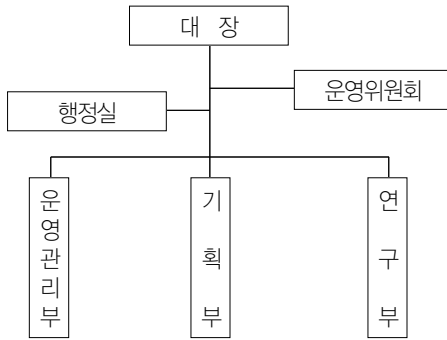 대 장
운영위원회
행정실
운영관리부
기획부
연구부